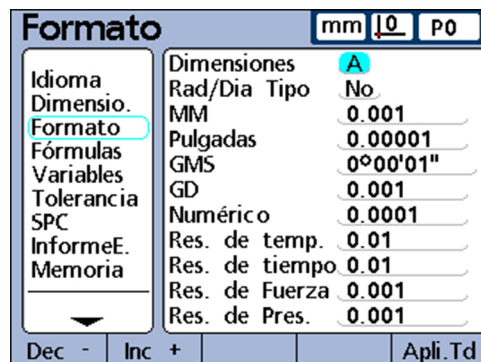 Formato
mm
0
P0
Idioma
Dimensio.
Formato
Fórmulas
Variables
Tolerancia
SPC
InformeE.
Memoria
Dimensiones A
Rad/Dia Tipo No
MM 0.001
Pulgadas 0.00001
GMS 0°00'01"
GD 0.001
Numérico 0.0001
Res. de temp. 0.01
Res. de tiempo 0.01
Res. de Fuerza 0.001
Res. de Pres. 0.001
Dec -
Inc +
Apli.Td